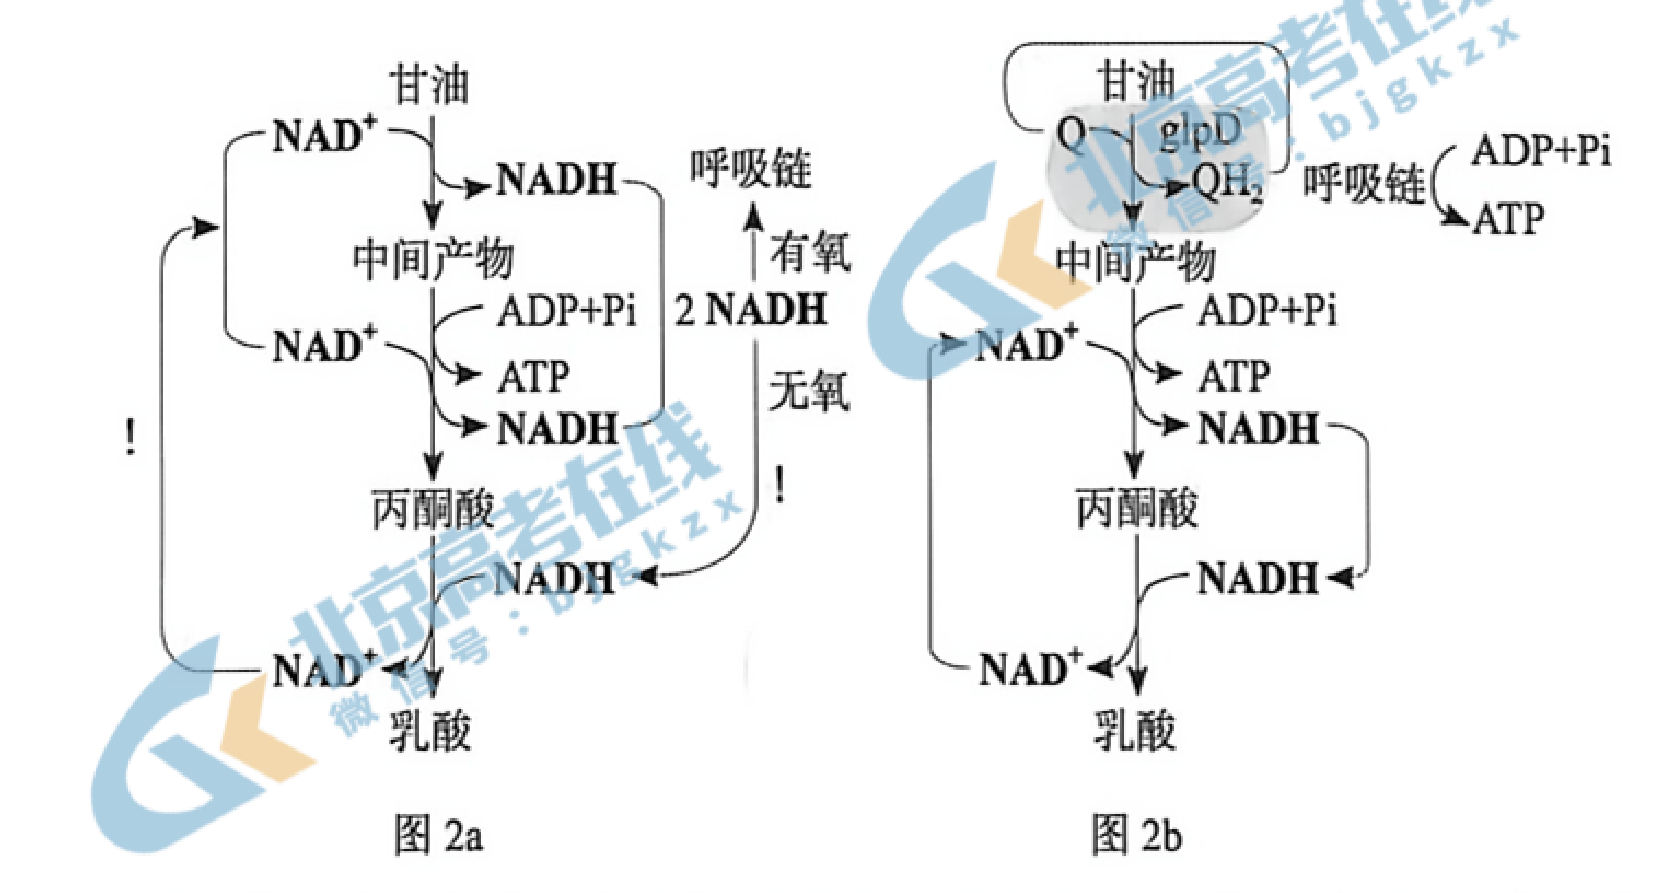 甘油
NAD⁺
NADH
呼吸链
有氧
中间产物
ADP+Pi
2 NADH
NAD⁺
ATP
无氧
NADH
!
!
丙酮酸
NADH
NAD⁺
乳酸
图 2a
甘油
Q
glpD
QH₂
呼吸链
ADP+Pi
ATP
中间产物
ADP+Pi
NAD⁺
ATP
NADH
丙酮酸
NADH
NAD⁺
乳酸
图 2b
北京高考在线
微信号：bjgkzx
北京高考在线
微信号：bjgkzx